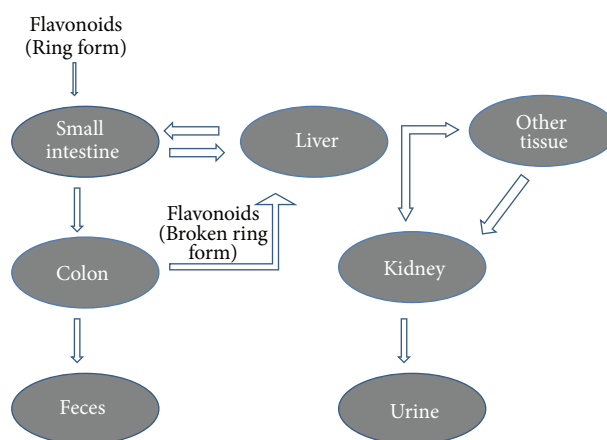 Flavonoids
(Ring form)
Small
intestine
Liver
Other
tissue
Flavonoids
(Broken ring
form)
Colon
Kidney
Feces
Urine